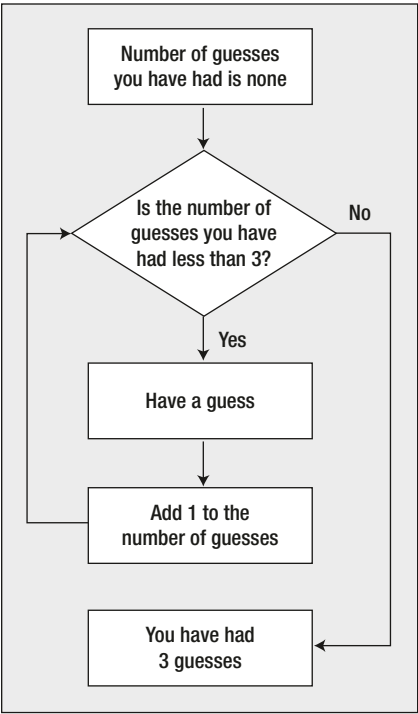 Number of guesses
you have had is none
Is the number of
guesses you have
had less than 3?
No
Yes
Have a guess
Add 1 to the
number of guesses
You have had
3 guesses